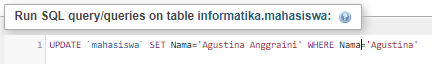 Run SQL query/queries on table informatika.mahasiswa:
1 UPDATE `mahasiswa` SET Nama='Agustina Anggraini' WHERE Nama='Agustina'